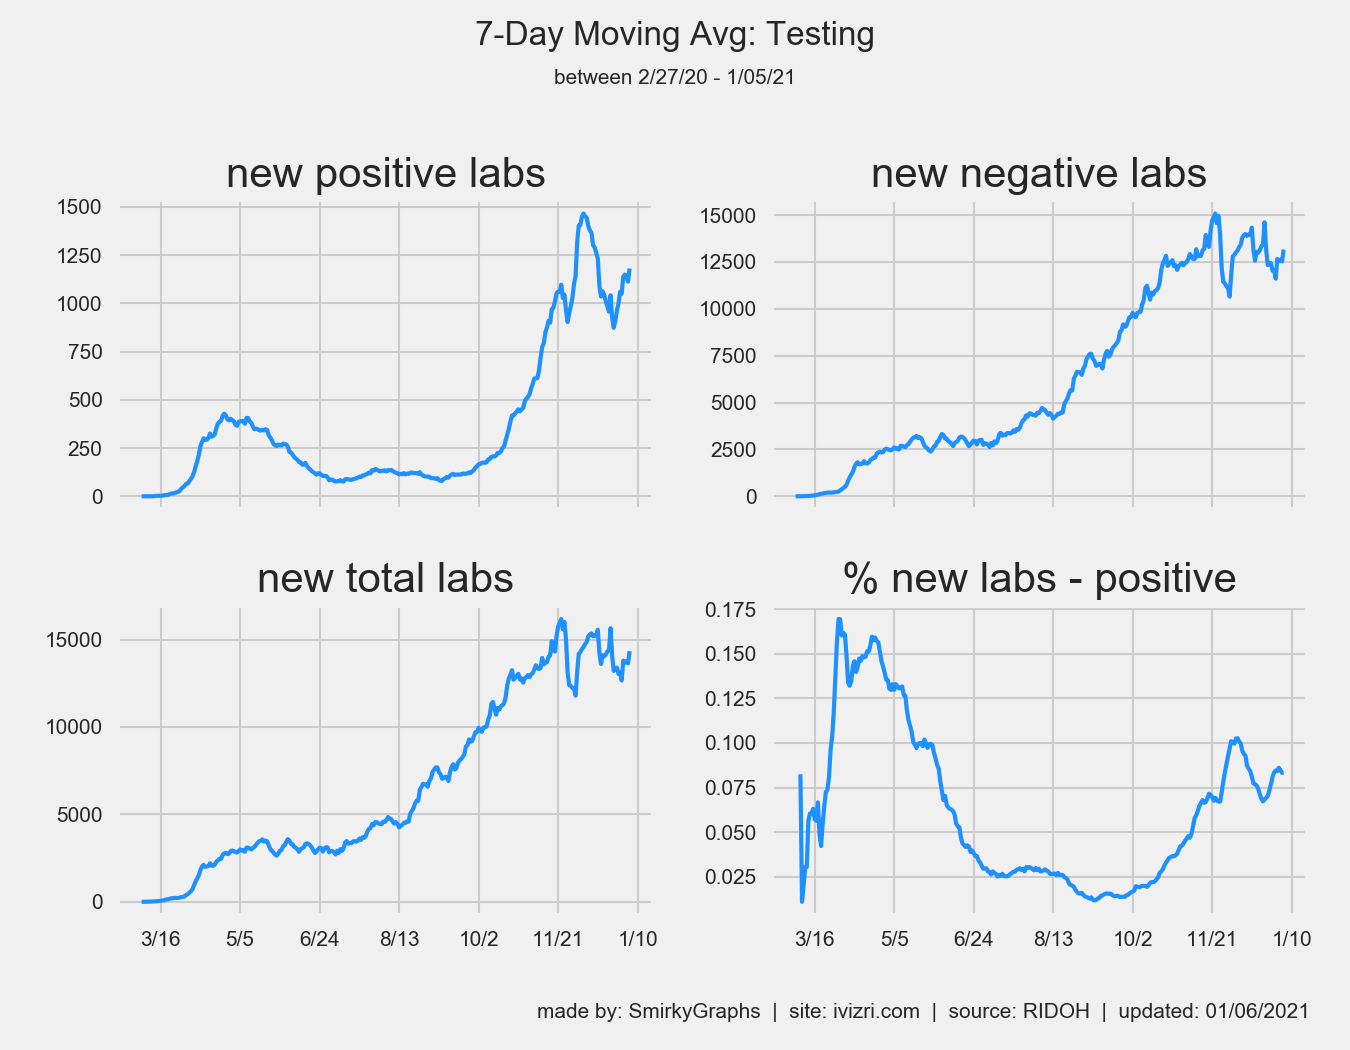 7-Day Moving Avg: Testing
between 2/27/20 - 1/05/21
new positive labs
1500
1250
1000
750
500
250
0
new negative labs
15000
12500
10000
7500
5000
2500
0
new total labs
15000
10000
5000
0
3/16 5/5 6/24 8/13 10/2 11/21 1/10
% new labs - positive
0.175
0.150
0.125
0.100
0.075
0.050
0.025
3/16 5/5 6/24 8/13 10/2 11/21 1/10
made by: SmirkyGraphs | site: ivizri.com | source: RIDOH | updated: 01/06/2021